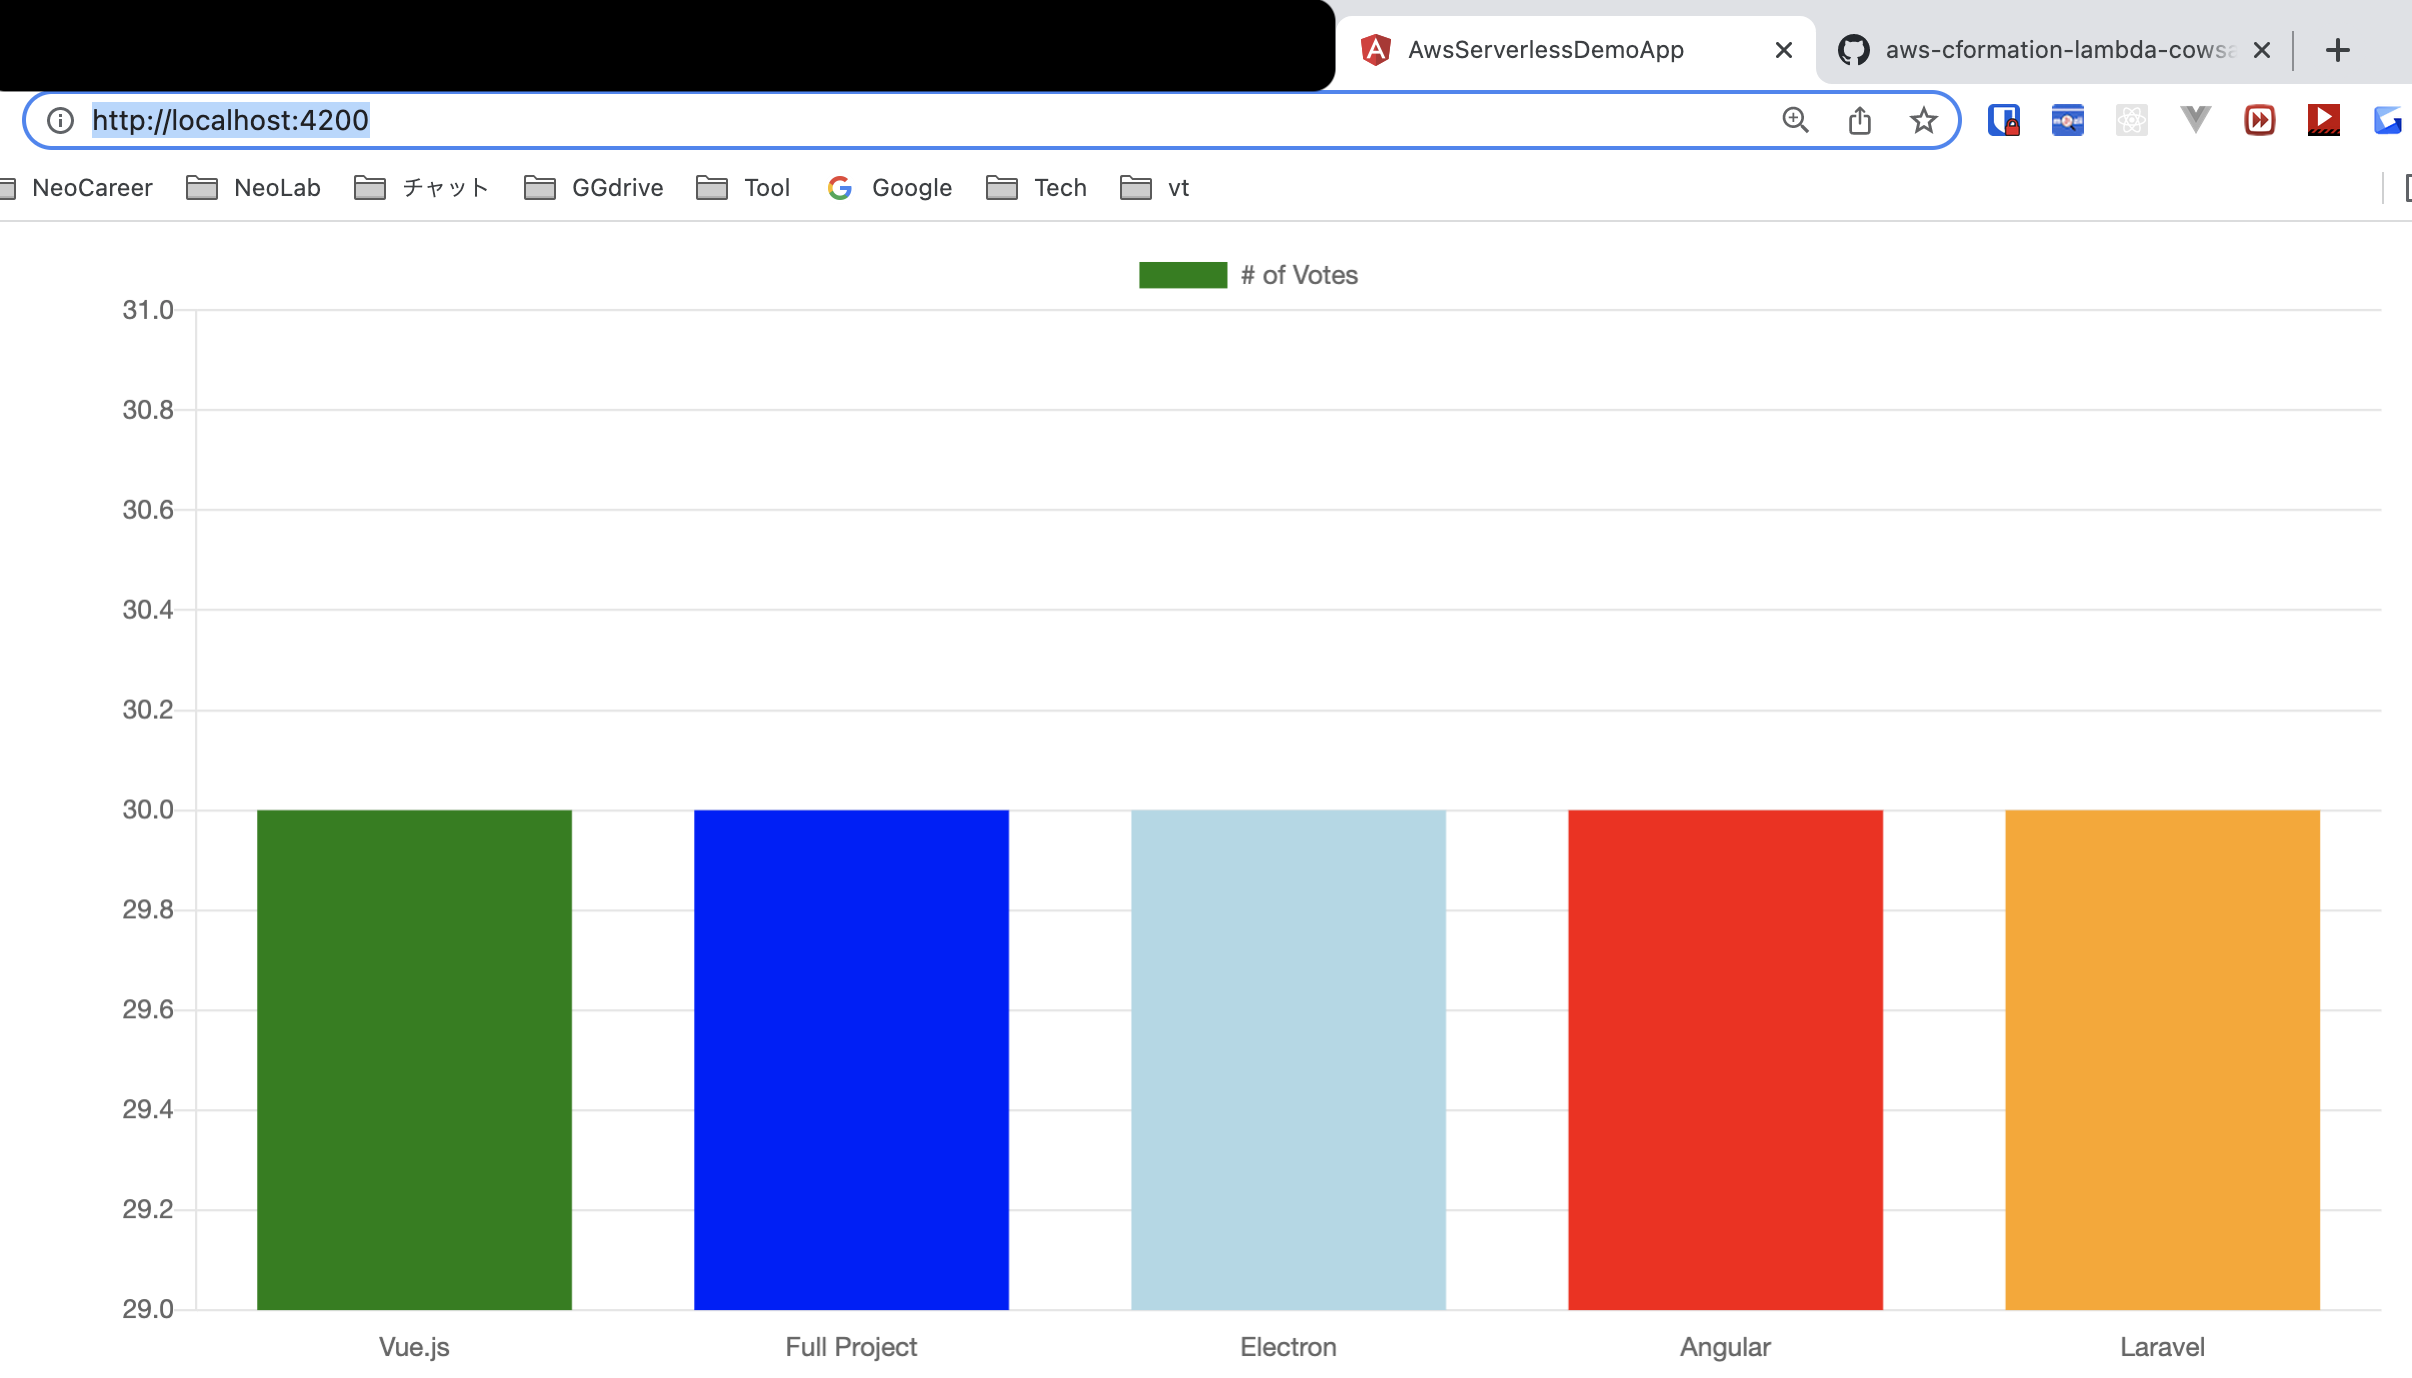 AwsServerlessDemoApp
aws-cformation-lambda-cowsa
http://localhost:4200
NeoCareer NeoLab チャット GGdrive Tool Google Tech vt
# of Votes
31.0
30.8
30.6
30.4
30.2
30.0
29.8
29.6
29.4
29.2
29.0
Vue.js Full Project Electron Angular Laravel